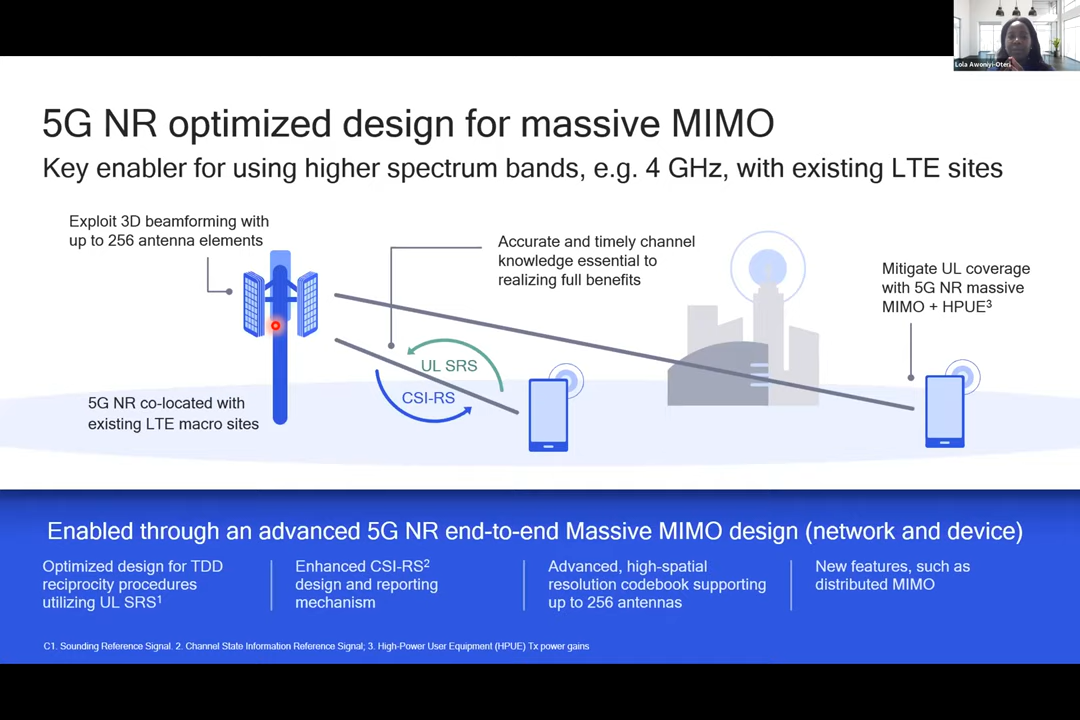 Lola Awoniyi-Oteri
5G NR optimized design for massive MIMO
Key enabler for using higher spectrum bands, e.g. 4 GHz, with existing LTE sites
Exploit 3D beamforming with
up to 256 antenna elements
Accurate and timely channel
knowledge essential to
realizing full benefits
Mitigate UL coverage
with 5G NR massive
MIMO + HPUE³
UL SRS
CSI-RS
5G NR co-located with
existing LTE macro sites
Enabled through an advanced 5G NR end-to-end Massive MIMO design (network and device)
Optimized design for TDD
reciprocity procedures
utilizing UL SRS¹
Enhanced CSI-RS²
design and reporting
mechanism
Advanced, high-spatial
resolution codebook supporting
up to 256 antennas
New features, such as
distributed MIMO
C1. Sounding Reference Signal. 2. Channel State Information Reference Signal; 3. High-Power User Equipment (HPUE) Tx power gains